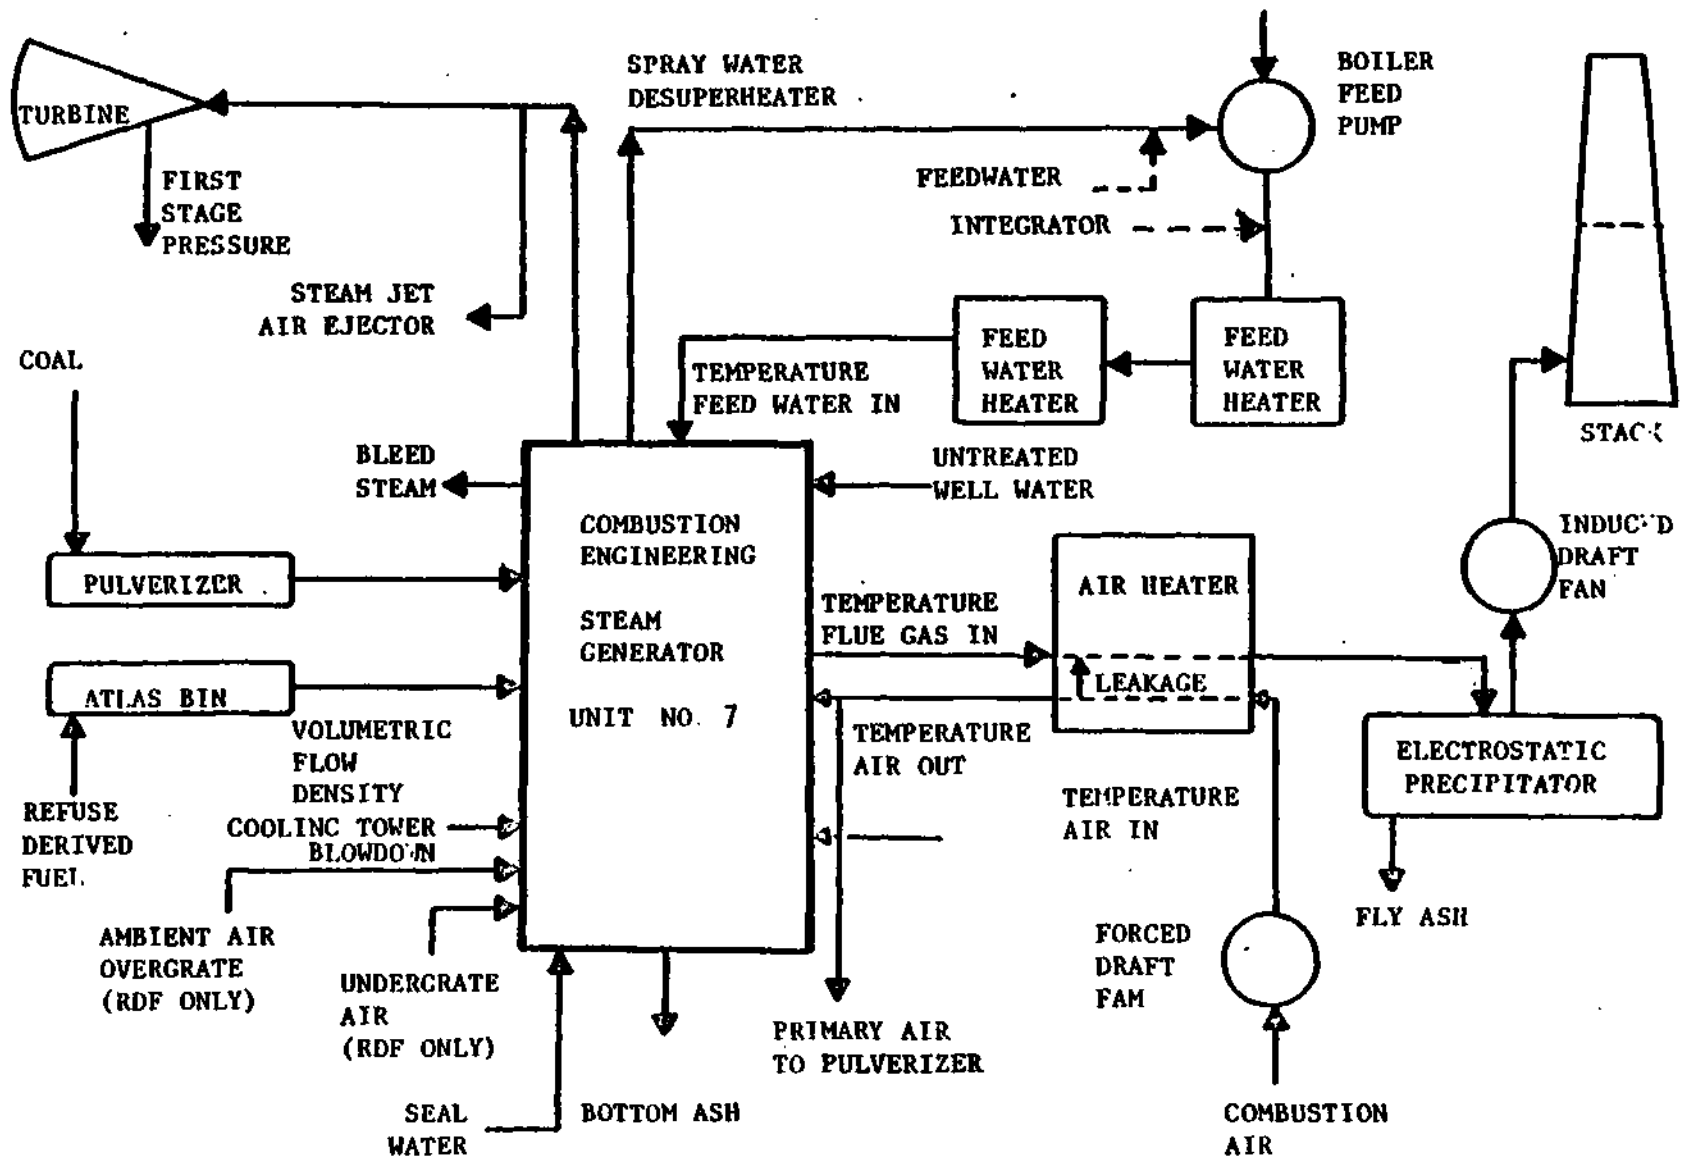 SPRAY WATER
DESUPERHEATER
BOILER
FEED
PUMP
TURBINE
FIRST
STAGE
PRESSURE
FEEDWATER
INTEGRATOR
STEAM JET
AIR EJECTOR
COAL
FEED
WATER
HEATER
FEED
WATER
HEATER
TEMPERATURE
FEED WATER IN
STACK
BLEED
STEAM
UNTREATED
WELL WATER
COMBUSTION
ENGINEERING
STEAM
GENERATOR
UNIT NO. 7
PULVERIZER
AIR HEATER
INDUCED
DRAFT
FAN
TEMPERATURE
FLUE GAS IN
LEAKAGE
ATLAS BIN
VOLUMETRIC
FLOW
DENSITY
TEMPERATURE
AIR OUT
ELECTROSTATIC
PRECIPITATOR
REFUSE
DERIVED
FUEL
COOLINC TOWER
BLOWDOWN
TEMPERATURE
AIR IN
AMBIENT AIR
OVERGRATE
(RDF ONLY)
UNDERGRATE
AIR
(RDF ONLY)
FORCED
DRAFT
FAM
FLY ASH
PRIMARY AIR
TO PULVERIZER
SEAL
WATER
BOTTOM ASH
COMBUSTION
AIR